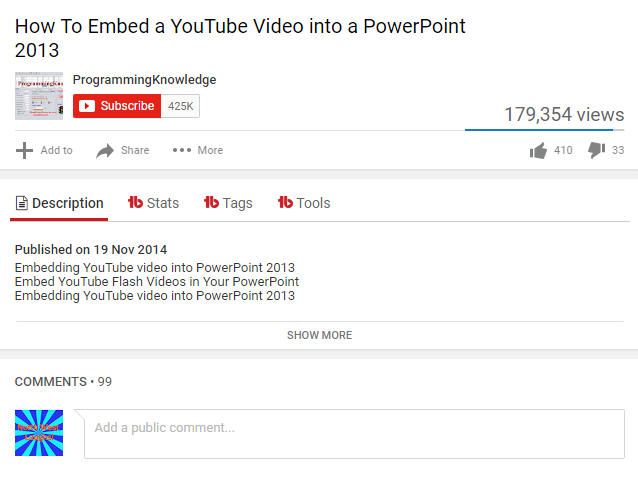 How To Embed a YouTube Video into a PowerPoint
2013
ProgrammingKnowledge
Subscribe 425K
179,354 views
Add to Share More 410 33
Description Stats Tags Tools
Published on 19 Nov 2014
Embedding YouTube video into PowerPoint 2013
Embed YouTube Flash Videos in Your PowerPoint
Embedding YouTube video into PowerPoint 2013
SHOW MORE
COMMENTS • 99
Add a public comment...